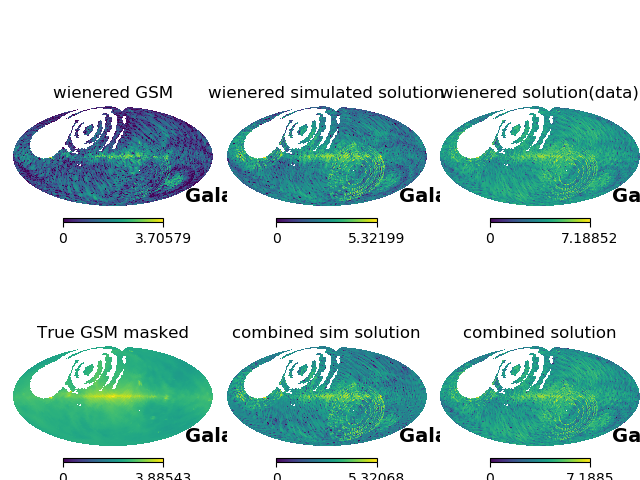 wienered GSM
wienered simulated solution
wienered solution(data)
Gala
Gala
Ga
0 3.70579
0 5.32199
0 7.18852
True GSM masked
combined sim solution
combined solution
Gala
Gala
Ga
0 3.88543
0 5.32068
0 7.1885